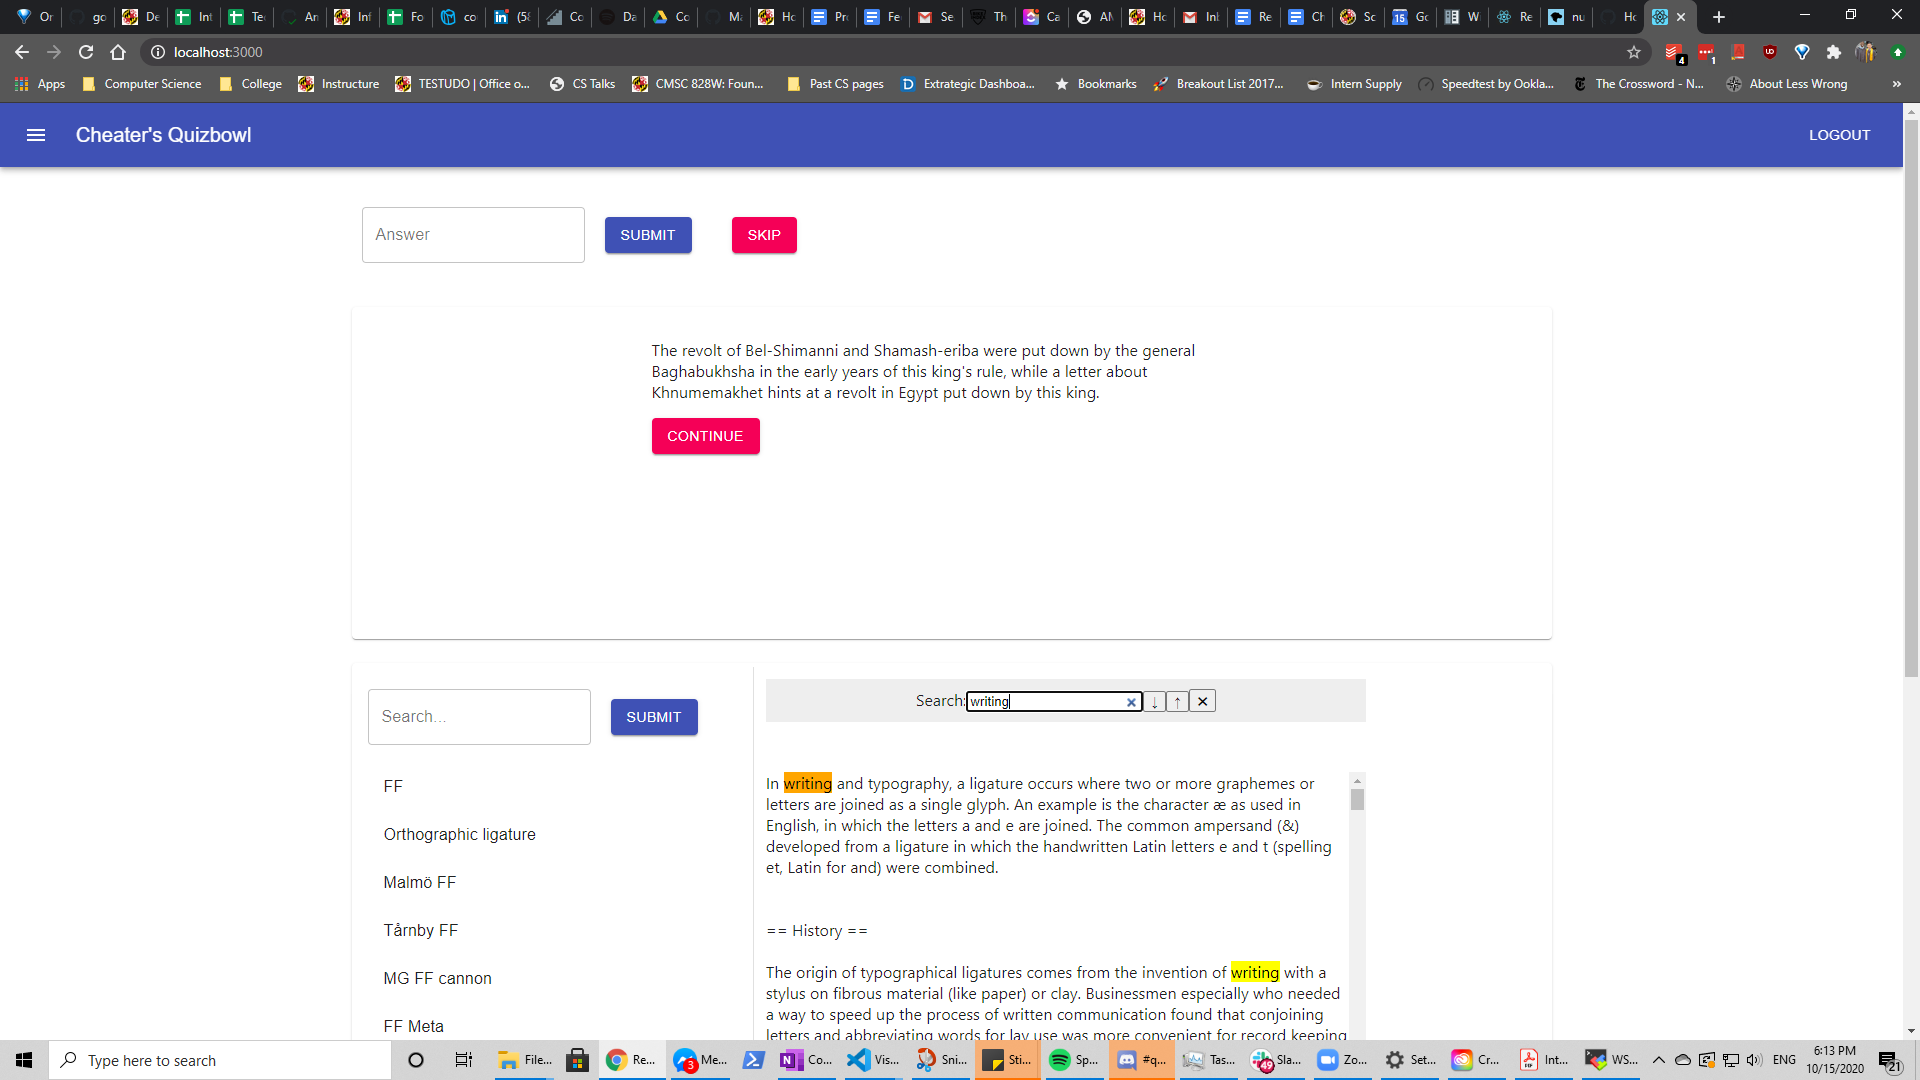 Or
go
De
Int
Te
An
Inf
Fo
co
(58
Co
Da
Co
Ma
Ho
Pro
Fee
Se
Th
Ca
AM
Ho
Inb
Re
Ch
Sc
Go
Wi
Re
nu
Ho
localhost:3000
4
1
Apps
Computer Science
College
Instructure
TESTUDO | Office o...
CS Talks
CMSC 828W: Foun...
Past CS pages
Extrategic Dashboa...
Bookmarks
Breakout List 2017...
Intern Supply
Speedtest by Ookla...
The Crossword - N...
About Less Wrong
»
Cheater's Quizbowl
LOGOUT
Answer
SUBMIT
SKIP
The revolt of Bel-Shimanni and Shamash-eriba were put down by the general
Baghabukhsha in the early years of this king's rule, while a letter about
Khnumemakhet hints at a revolt in Egypt put down by this king.
CONTINUE
Search...
SUBMIT
FF
Orthographic ligature
Malmö FF
Tårnby FF
MG FF cannon
FF Meta
Search: writing
In writing and typography, a ligature occurs where two or more graphemes or
letters are joined as a single glyph. An example is the character æ as used in
English, in which the letters a and e are joined. The common ampersand (&)
developed from a ligature in which the handwritten Latin letters e and t (spelling
et, Latin for and) were combined.
== History ==
The origin of typographical ligatures comes from the invention of writing with a
stylus on fibrous material (like paper) or clay. Businessmen especially who needed
a way to speed up the process of written communication found that conjoining
letters and abbreviating words for lay use was more convenient for record keeping
Type here to search
File...
Re...
3
Me...
Co...
Vis...
Sni...
Sti...
Sp...
#q...
Tas...
49
Sla...
Zo...
Set...
Cr...
Int...
WS...
ENG
6:13 PM
10/15/2020
21